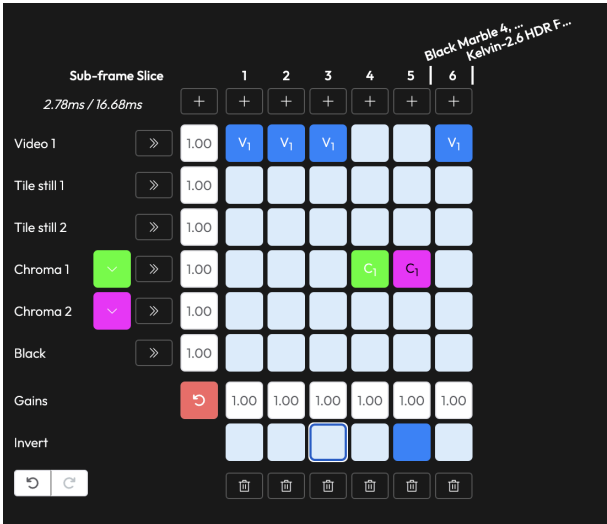 Black Marble 4, ...
Kelvin-2.6 HDR F...
Sub-frame Slice 1 2 3 4 5 6
2.78ms / 16.68ms + + + + + + +
Video 1 1.00 V1 V1 V1 V1
Tile still 1 1.00
Tile still 2 1.00
Chroma 1 1.00 C1 C1
Chroma 2 1.00
Black 1.00
Gains 1.00 1.00 1.00 1.00 1.00 1.00
Invert